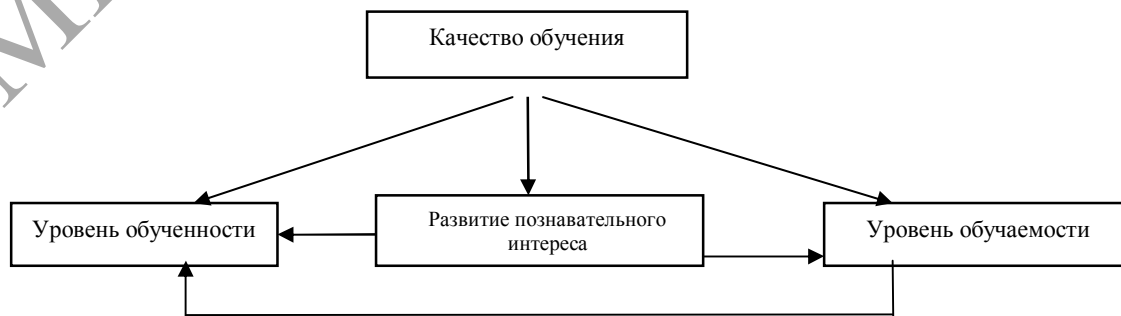 Качество обучения
Уровень обученности
Развитие познавательного
интереса
Уровень обучаемости